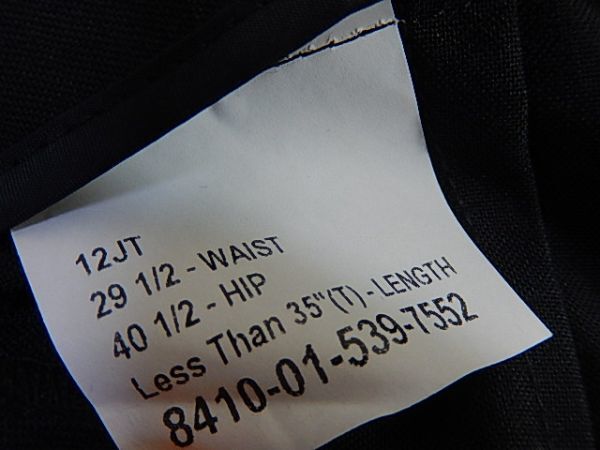 12JT
29 1/2 - WAIST
40 1/2 - HIP
Less Than 35"(T)- LENGTH
8410-01-539-7552